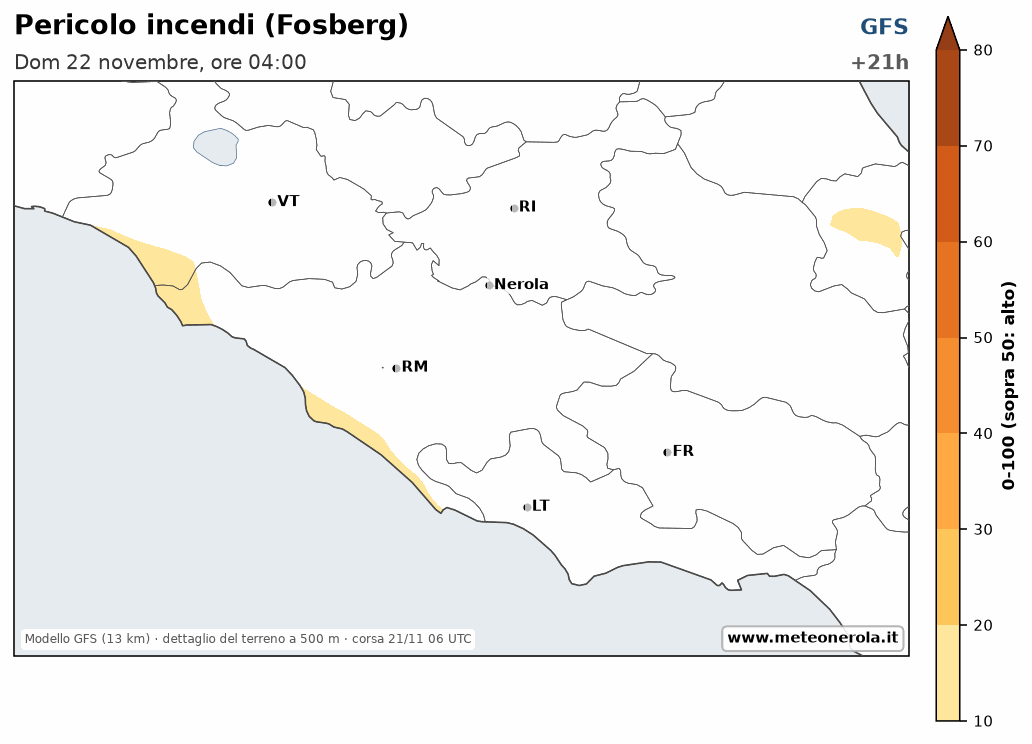 Pericolo incendi (Fosberg)
GFS
Dom 22 novembre, ore 04:00
+21h
80
70
60
50
40
30
20
10
0-100 (sopra 50: alto)
VT
RI
Nerola
RM
FR
LT
Modello GFS (13 km) · dettaglio del terreno a 500 m · corsa 21/11 06 UTC
www.meteonerola.it